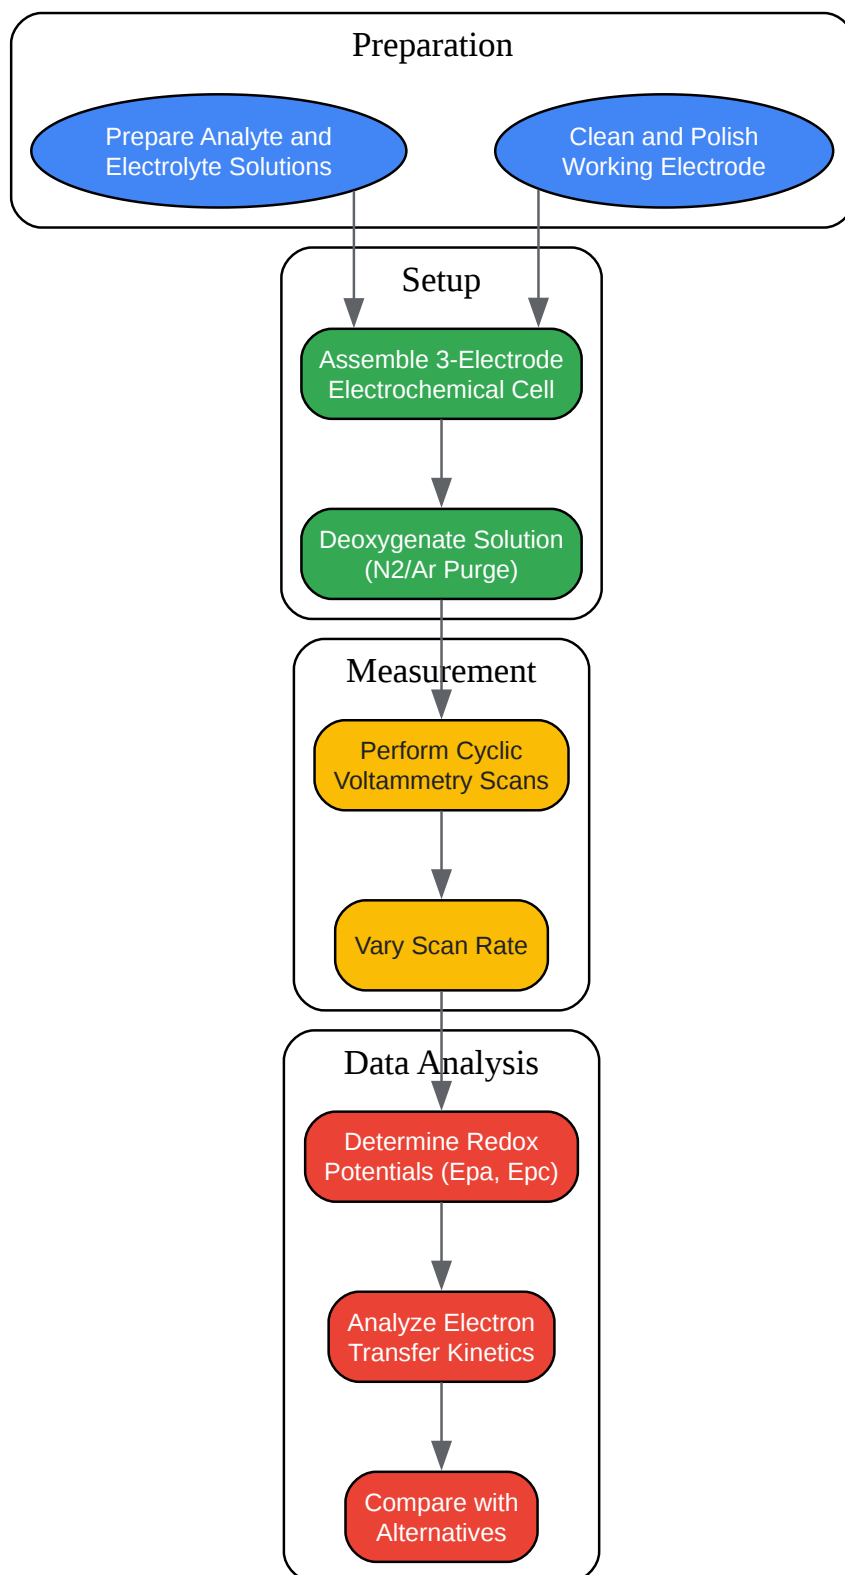 Preparation
Prepare Analyte and
Electrolyte Solutions
Clean and Polish
Working Electrode
Setup
Assemble 3-Electrode
Electrochemical Cell
Deoxygenate Solution
(N2/Ar Purge)
Measurement
Perform Cyclic
Voltammetry Scans
Vary Scan Rate
Data Analysis
Determine Redox
Potentials (Epa, Epc)
Analyze Electron
Transfer Kinetics
Compare with
Alternatives